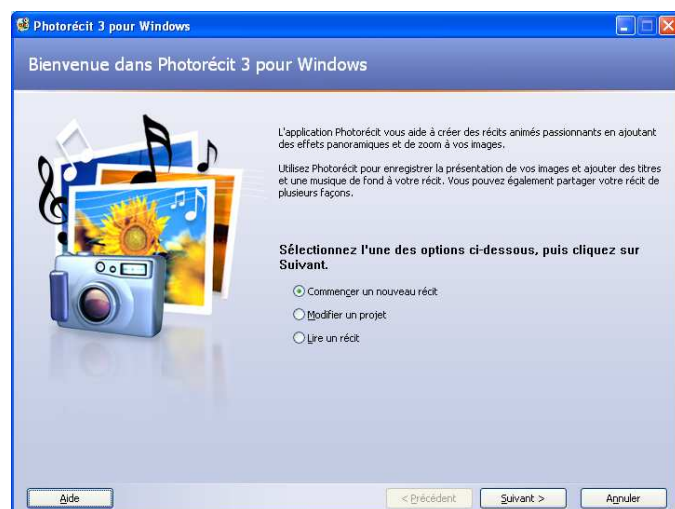 Photorécit 3 pour Windows
Bienvenue dans Photorécit 3 pour Windows
L'application Photorécit vous aide à créer des récits animés passionnants en ajoutant
des effets panoramiques et de zoom à vos images.
Utilisez Photorécit pour enregistrer la présentation de vos images et ajouter des titres
et une musique de fond à votre récit. Vous pouvez également partager votre récit de
plusieurs façons.
Sélectionnez l'une des options ci-dessous, puis cliquez sur
Suivant.
Commencer un nouveau récit
Modifier un projet
Lire un récit
Aide
< Précédent
Suivant >
Annuler